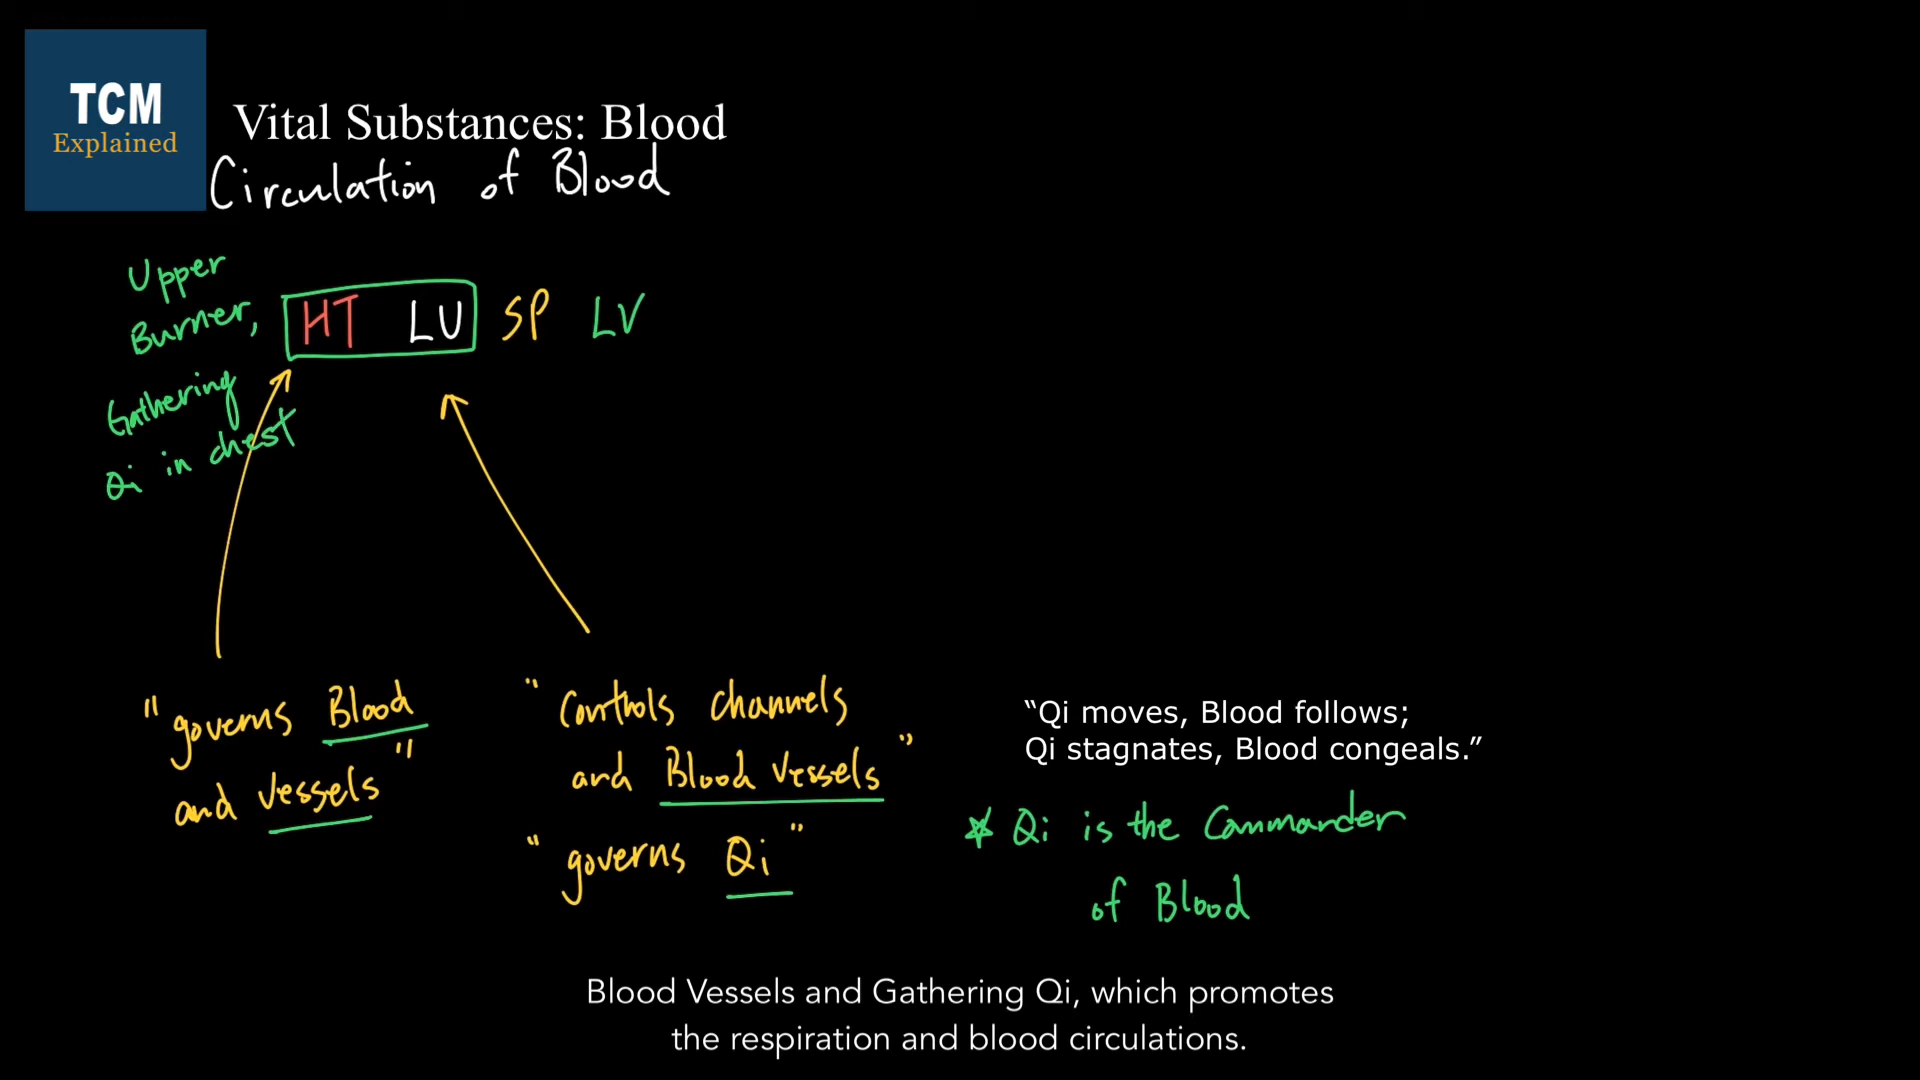 TCM
Explained
Vital Substances: Blood
Circulation of Blood
Upper
Burner,
Gathering
Qi in chest
HT LU SP LV
"governs Blood
and vessels"
"Controls channels
and Blood vessels"
"governs Qi"
“Qi moves, Blood follows;
Qi stagnates, Blood congeals.”
* Qi is the Commander
of Blood
Blood Vessels and Gathering Qi, which promotes
the respiration and blood circulations.